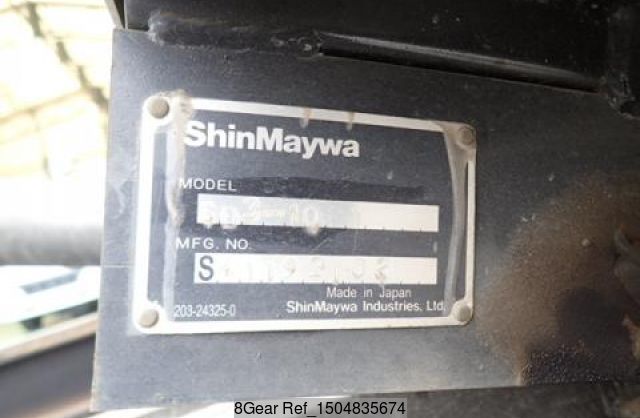 ShinMaywa
MODEL
MFG. NO.
S
Made in Japan
203-24325-0
ShinMaywa Industries, Ltd.
8Gear Ref_1504835674